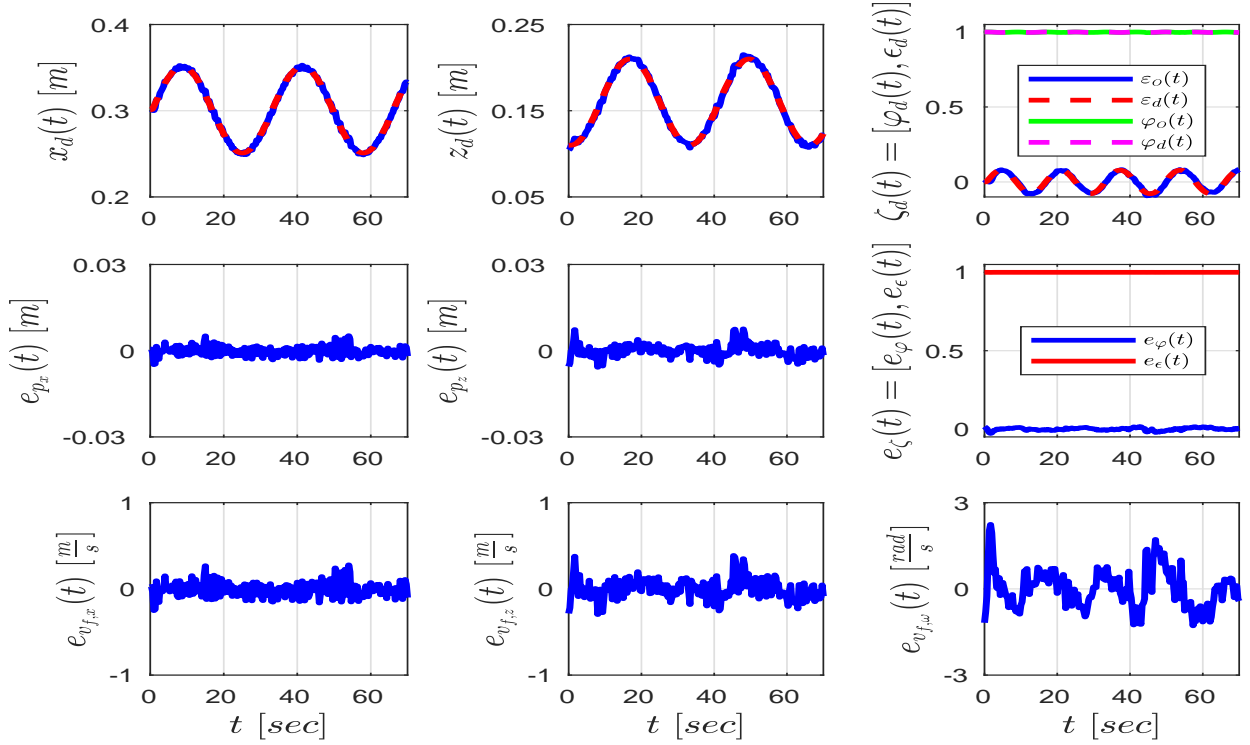 x_d(t) [m]
0.4
0.3
0.2
0 20 40 60
z_d(t) [m]
0.25
0.15
0.05
0 20 40 60
ζ_d(t) = [φ_d(t), ϵ_d(t)]
1
0.5
0
0 20 40 60
ε_o(t)
ε_d(t)
φ_o(t)
φ_d(t)
e_{p_x}(t) [m]
0.03
0
-0.03
0 20 40 60
e_{p_z}(t) [m]
0.03
0
-0.03
0 20 40 60
e_ζ(t) = [e_φ(t), e_ϵ(t)]
1
0.5
0
0 20 40 60
e_φ(t)
e_ϵ(t)
e_{v_{f,x}}(t) [m/s]
1
0
-1
0 20 40 60
t [sec]
e_{v_{f,z}}(t) [m/s]
1
0
-1
0 20 40 60
t [sec]
e_{v_{f,ω}}(t) [rad/s]
3
0
-3
0 20 40 60
t [sec]